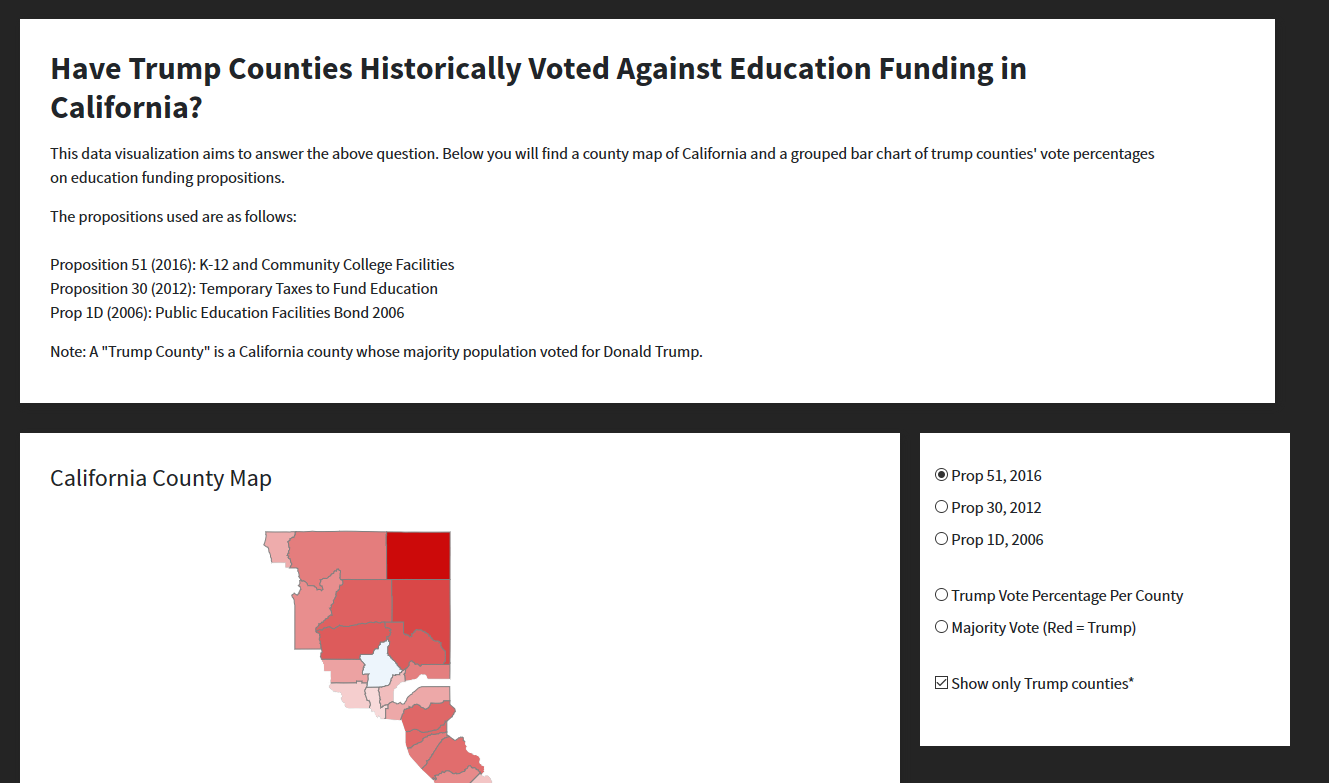 Have Trump Counties Historically Voted Against Education Funding in
California?
This data visualization aims to answer the above question. Below you will find a county map of California and a grouped bar chart of trump counties' vote percentages
on education funding propositions.
The propositions used are as follows:
Proposition 51 (2016): K-12 and Community College Facilities
Proposition 30 (2012): Temporary Taxes to Fund Education
Prop 1D (2006): Public Education Facilities Bond 2006
Note: A "Trump County" is a California county whose majority population voted for Donald Trump.
California County Map
Prop 51, 2016
Prop 30, 2012
Prop 1D, 2006
Trump Vote Percentage Per County
Majority Vote (Red = Trump)
Show only Trump counties*